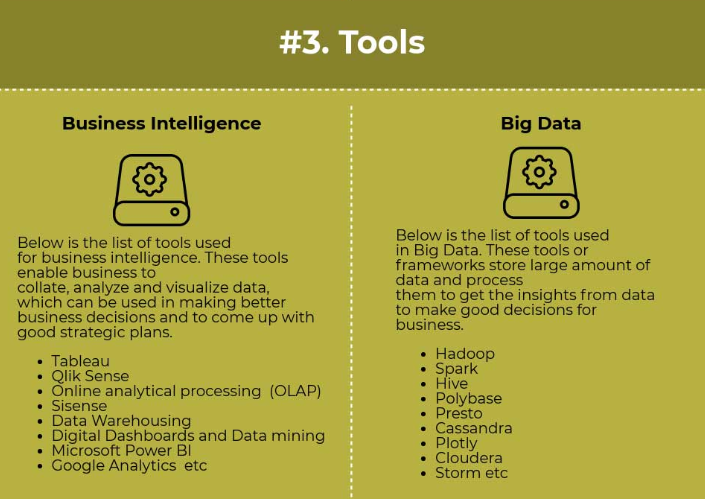 #3. Tools
Business Intelligence
Below is the list of tools used
for business intelligence. These tools
enable business to
collate, analyze and visualize data,
which can be used in making better
business decisions and to come up with
good strategic plans.
• Tableau
• Qlik Sense
• Online analytical processing (OLAP)
• Sisense
• Data Warehousing
• Digital Dashboards and Data mining
• Microsoft Power BI
• Google Analytics etc
Big Data
Below is the list of tools used
in Big Data. These tools or
frameworks store large amount of
data and process
them to get the insights from data
to make good decisions for
business.
• Hadoop
• Spark
• Hive
• Polybase
• Presto
• Cassandra
• Plotly
• Cloudera
• Storm etc